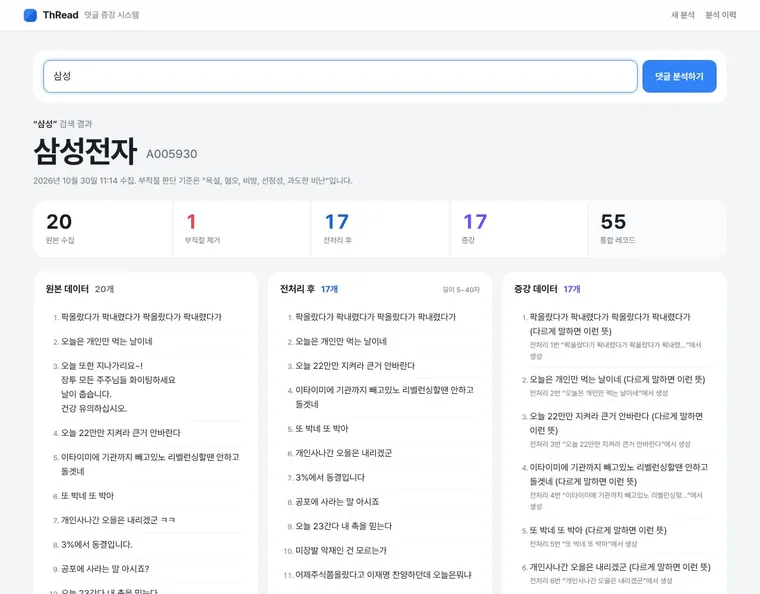 ThRead 댓글 증강 시스템
새 분석 분석 이력
삼성
댓글 분석하기
"삼성" 검색 결과
삼성전자 A005930
2026년 10월 30일 11:14 수집. 부적절 판단 기준은 "욕설, 혐오, 비방, 선정성, 과도한 비난"입니다.
20
원본 수집
1
부적절 제거
17
전처리 후
17
증강
55
통합 레코드
원본 데이터 20개
1. 팍올랐다가 팍내렸다가 팍올랐다가 팍내렸다가
2. 오늘은 개인만 먹는 날이네
3. 오늘 또한 지나가리요~!
장투 모든 주주님들 화이팅하세요
날이 춥습니다.
건강 유의하십시오.
4. 오늘 22만만 지켜라 큰거 안바란다
5. 이타이미에 기관까지 빼고있노 리벨런싱할땐 안하고
돌겟네
6. 또 박네 또 박아
7. 개인사나간 오을은 내리겠군 ㅋㅋ
8. 3%에서 동결입니다.
9. 공포에 사라는 말 아시죠?
10. 오늘 23간다 내 촉을 믿는다
전처리 후 17개
길이 5~40자
1. 팍올랐다가 팍내렸다가 팍올랐다가 팍내렸다가
2. 오늘은 개인만 먹는 날이네
3. 오늘 22만만 지켜라 큰거 안바란다
4. 이타이미에 기관까지 빼고있노 리벨런싱할땐 안하고
돌겟네
5. 또 박네 또 박아
6. 개인사나간 오을은 내리겠군
7. 3%에서 동결입니다
8. 공포에 사라는 말 아시죠
9. 오늘 23간다 내 촉을 믿는다
10. 미장발 악재인 건 모르는가
11. 어제주식쫍올랐다고 이재명 찬양하던데 오늘은뭐냐
증강 데이터 17개
1. 팍올랐다가 팍내렸다가 팍올랐다가 팍내렸다가
(다르게 말하면 이런 뜻)
전처리 1번 "팍올랐다가 팍내렸다가 팍올랐다가 팍내렸…"에서
생성
2. 오늘은 개인만 먹는 날이네 (다르게 말하면 이런 뜻)
전처리 2번 "오늘은 개인만 먹는 날이네"에서 생성
3. 오늘 22만만 지켜라 큰거 안바란다 (다르게 말하면
이런 뜻)
전처리 3번 "오늘 22만만 지켜라 큰거 안바란다"에서 생성
4. 이타이미에 기관까지 빼고있노 리벨런싱할땐 안하고
돌겟네 (다르게 말하면 이런 뜻)
전처리 4번 "이타이미에 기관까지 빼고있노 리벨런싱할…"에서
생성
5. 또 박네 또 박아 (다르게 말하면 이런 뜻)
전처리 5번 "또 박네 또 박아"에서 생성
6. 개인사나간 오을은 내리겠군 (다르게 말하면 이런 뜻)
전처리 6번 "개인사나간 오을은 내리겠군"에서 생성